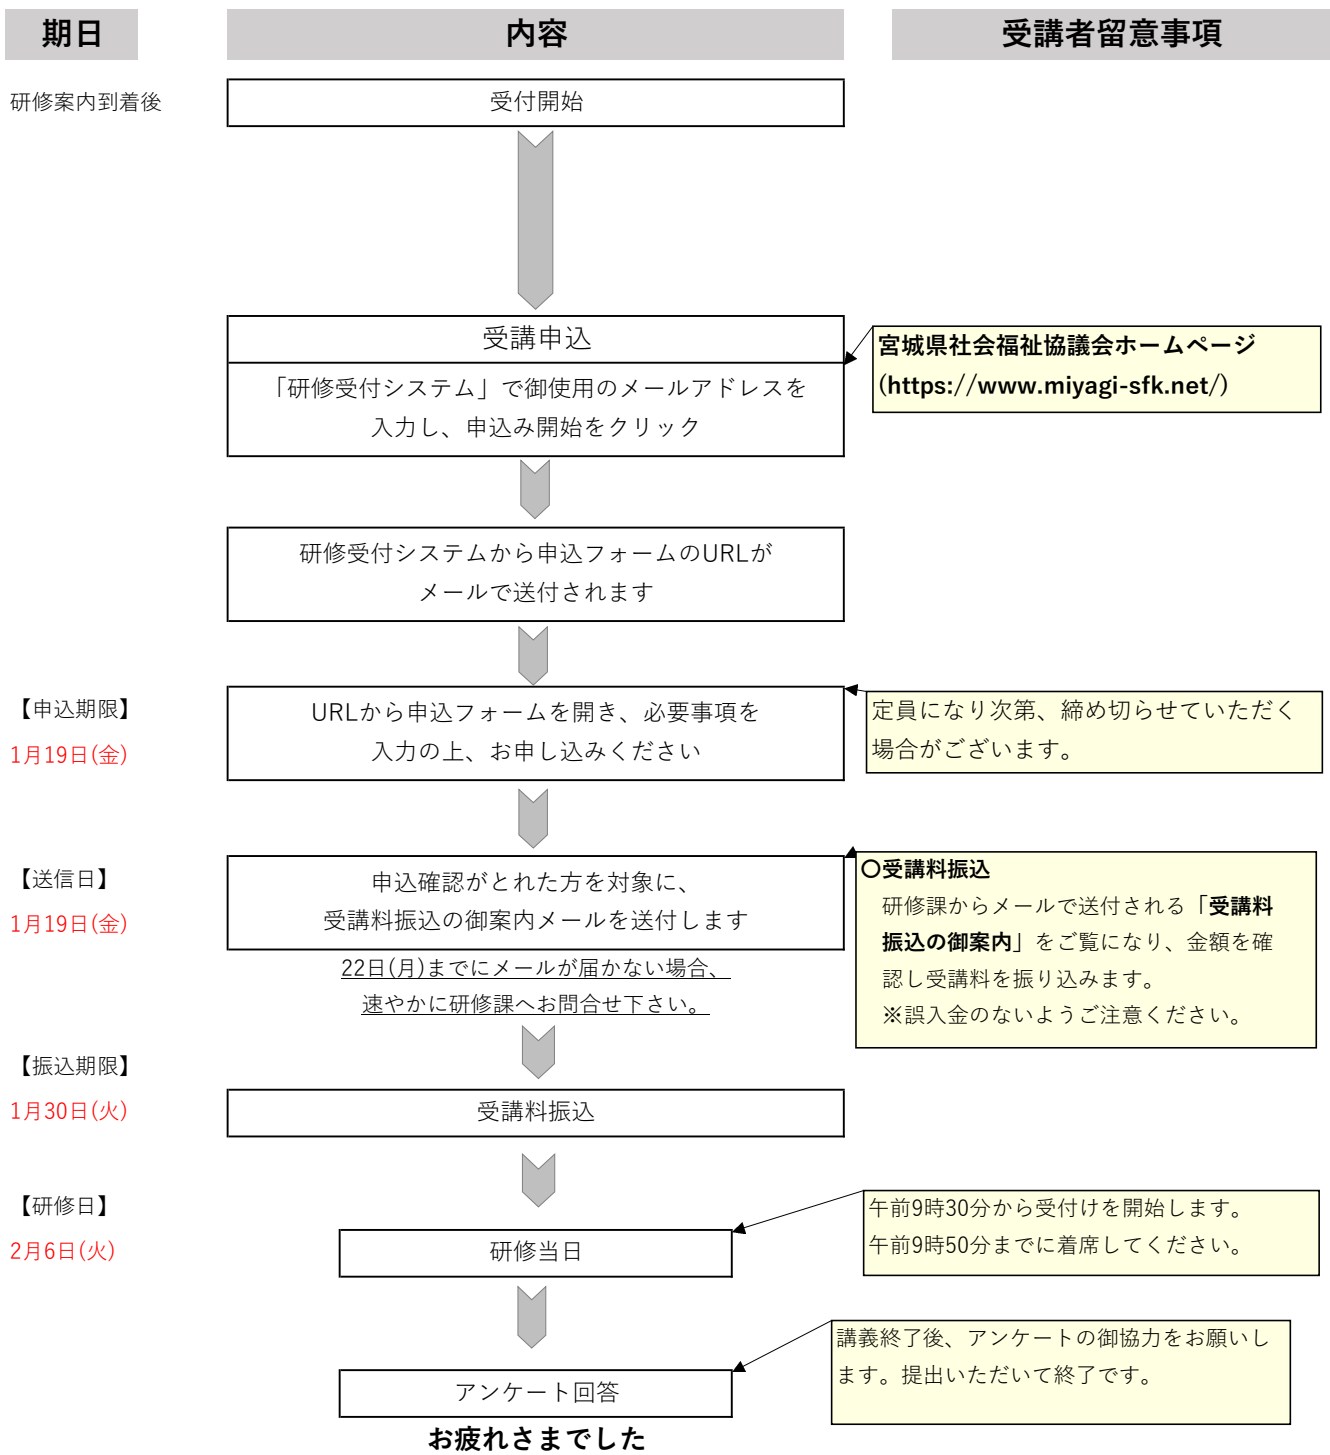 期日
内容
受講者留意事項
研修案内到着後
受付開始
受講申込
「研修受付システム」で御使用のメールアドレスを
入力し、申込み開始をクリック
宮城県社会福祉協議会ホームページ
(https://www.miyagi-sfk.net/)
研修受付システムから申込フォームのURLが
メールで送付されます
【申込期限】
1月19日(金)
URLから申込フォームを開き、必要事項を
入力の上、お申し込みください
定員になり次第、締め切らせていただく
場合がございます。
【送信日】
1月19日(金)
申込確認がとれた方を対象に、
受講料振込の御案内メールを送付します
22日(月)までにメールが届かない場合、
速やかに研修課へお問合せ下さい。
〇受講料振込
研修課からメールで送付される「受講料
振込の御案内」をご覧になり、金額を確
認し受講料を振り込みます。
※誤入金のないようご注意ください。
【振込期限】
1月30日(火)
受講料振込
【研修日】
2月6日(火)
研修当日
午前9時30分から受付けを開始します。
午前9時50分までに着席してください。
アンケート回答
講義終了後、アンケートの御協力をお願いし
ます。提出いただいて終了です。
お疲れさまでした